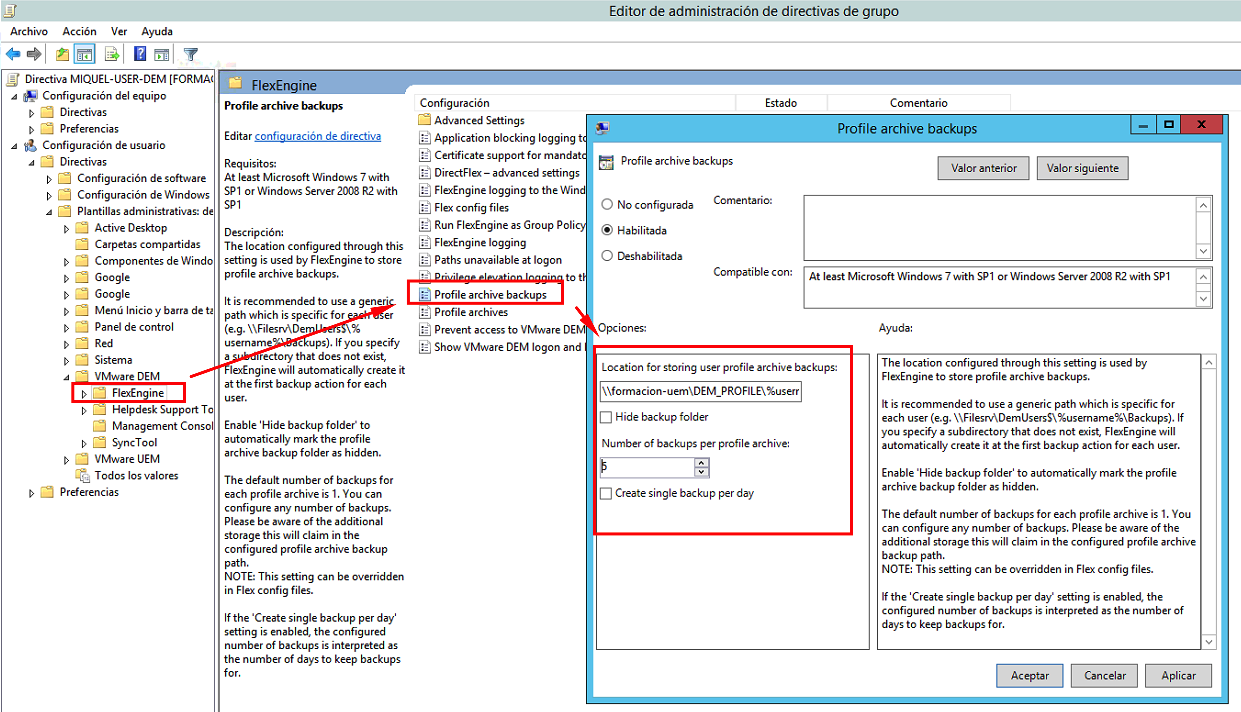 Editor de administración de directivas de grupo
Archivo Acción Ver Ayuda
Directiva MIQUEL-USER-DEM [FORMAC
Configuración del equipo
Directivas
Preferencias
Configuración de usuario
Directivas
Configuración de software
Configuración de Windows
Plantillas administrativas: de
Active Desktop
Carpetas compartidas
Componentes de Windo
Google
Google
Menú Inicio y barra de ta
Panel de control
Red
Sistema
VMware DEM
FlexEngine
Helpdesk Support To
Management Consol
SyncTool
VMware UEM
Todos los valores
Preferencias
FlexEngine
Profile archive backups
Editar configuración de directiva
Requisitos:
At least Microsoft Windows 7 with
SP1 or Windows Server 2008 R2 with
SP1
Descripción:
The location configured through this
setting is used by FlexEngine to store
profile archive backups.
It is recommended to use a generic
path which is specific for each user
(e.g. \\Filesrv\DemUsers$\%
username%\Backups). If you specify
a subdirectory that does not exist,
FlexEngine will automatically create it
at the first backup action for each
user.
Enable 'Hide backup folder' to
automatically mark the profile
archive backup folder as hidden.
The default number of backups for
each profile archive is 1. You can
configure any number of backups.
Please be aware of the additional
storage this will claim in the
configured profile archive backup
path.
NOTE: This setting can be overridden
in Flex config files.
If the 'Create single backup per day'
setting is enabled, the configured
number of backups is interpreted as
the number of days to keep backups
for.
Configuración Estado Comentario
Advanced Settings
Application blocking logging to
Certificate support for mandato
DirectFlex – advanced settings
FlexEngine logging to the Wind
Flex config files
Run FlexEngine as Group Policy
FlexEngine logging
Paths unavailable at logon
Privilege elevation logging to th
Profile archive backups
Profile archives
Prevent access to VMware DEM
Show VMware DEM logon and l
Profile archive backups
Profile archive backups
Valor anterior Valor siguiente
No configurada
Habilitada
Deshabilitada
Comentario:
Compatible con:
At least Microsoft Windows 7 with SP1 or Windows Server 2008 R2 with SP1
Opciones:
Ayuda:
Location for storing user profile archive backups:
\\formacion-uem\DEM_PROFILE\%usern
Hide backup folder
Number of backups per profile archive:
5
Create single backup per day
The location configured through this setting is used by
FlexEngine to store profile archive backups.
It is recommended to use a generic path which is specific for
each user (e.g. \\Filesrv\DemUsers$\%username%\Backups). If
you specify a subdirectory that does not exist, FlexEngine will
automatically create it at the first backup action for each user.
Enable 'Hide backup folder' to automatically mark the profile
archive backup folder as hidden.
The default number of backups for each profile archive is 1. You
can configure any number of backups. Please be aware of the
additional storage this will claim in the configured profile archive
backup path.
NOTE: This setting can be overridden in Flex config files.
If the 'Create single backup per day' setting is enabled, the
configured number of backups is interpreted as the number of
days to keep backups for.
Aceptar Cancelar Aplicar